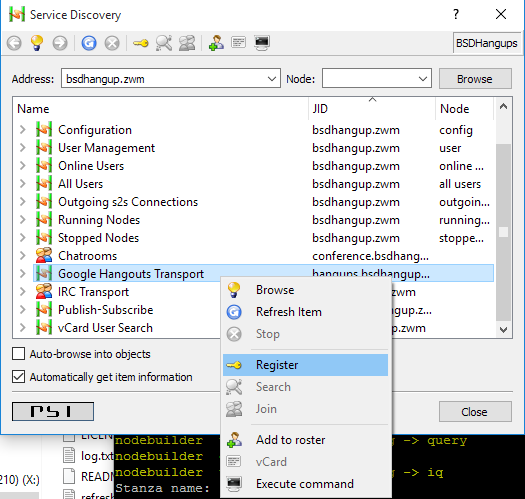 Service Discovery
BSDHangups
Address: bsdhangup.zwm Node: Browse
Name JID Node
Configuration bsdhangup.zwm config
User Management bsdhangup.zwm user
Online Users bsdhangup.zwm online ...
All Users bsdhangup.zwm all users
Outgoing s2s Connections bsdhangup.zwm outgoin...
Running Nodes bsdhangup.zwm running...
Stopped Nodes bsdhangup.zwm stoppe...
Chatrooms conference.bsdhang...
Google Hangouts Transport hangups.bsdhangup...
IRC Transport up.zwm
Publish-Subscribe up.z...
vCard User Search p.zwm
Browse
Refresh Item
Stop
Register
Search
Join
Add to roster
vCard
Execute command
Auto-browse into objects
Automatically get item information
PSI
Close
LICEN
log.txt
READM
refresh
210) (X:)
nodebuilder g -> query
nodebuilder g -> iq
Stanza name: